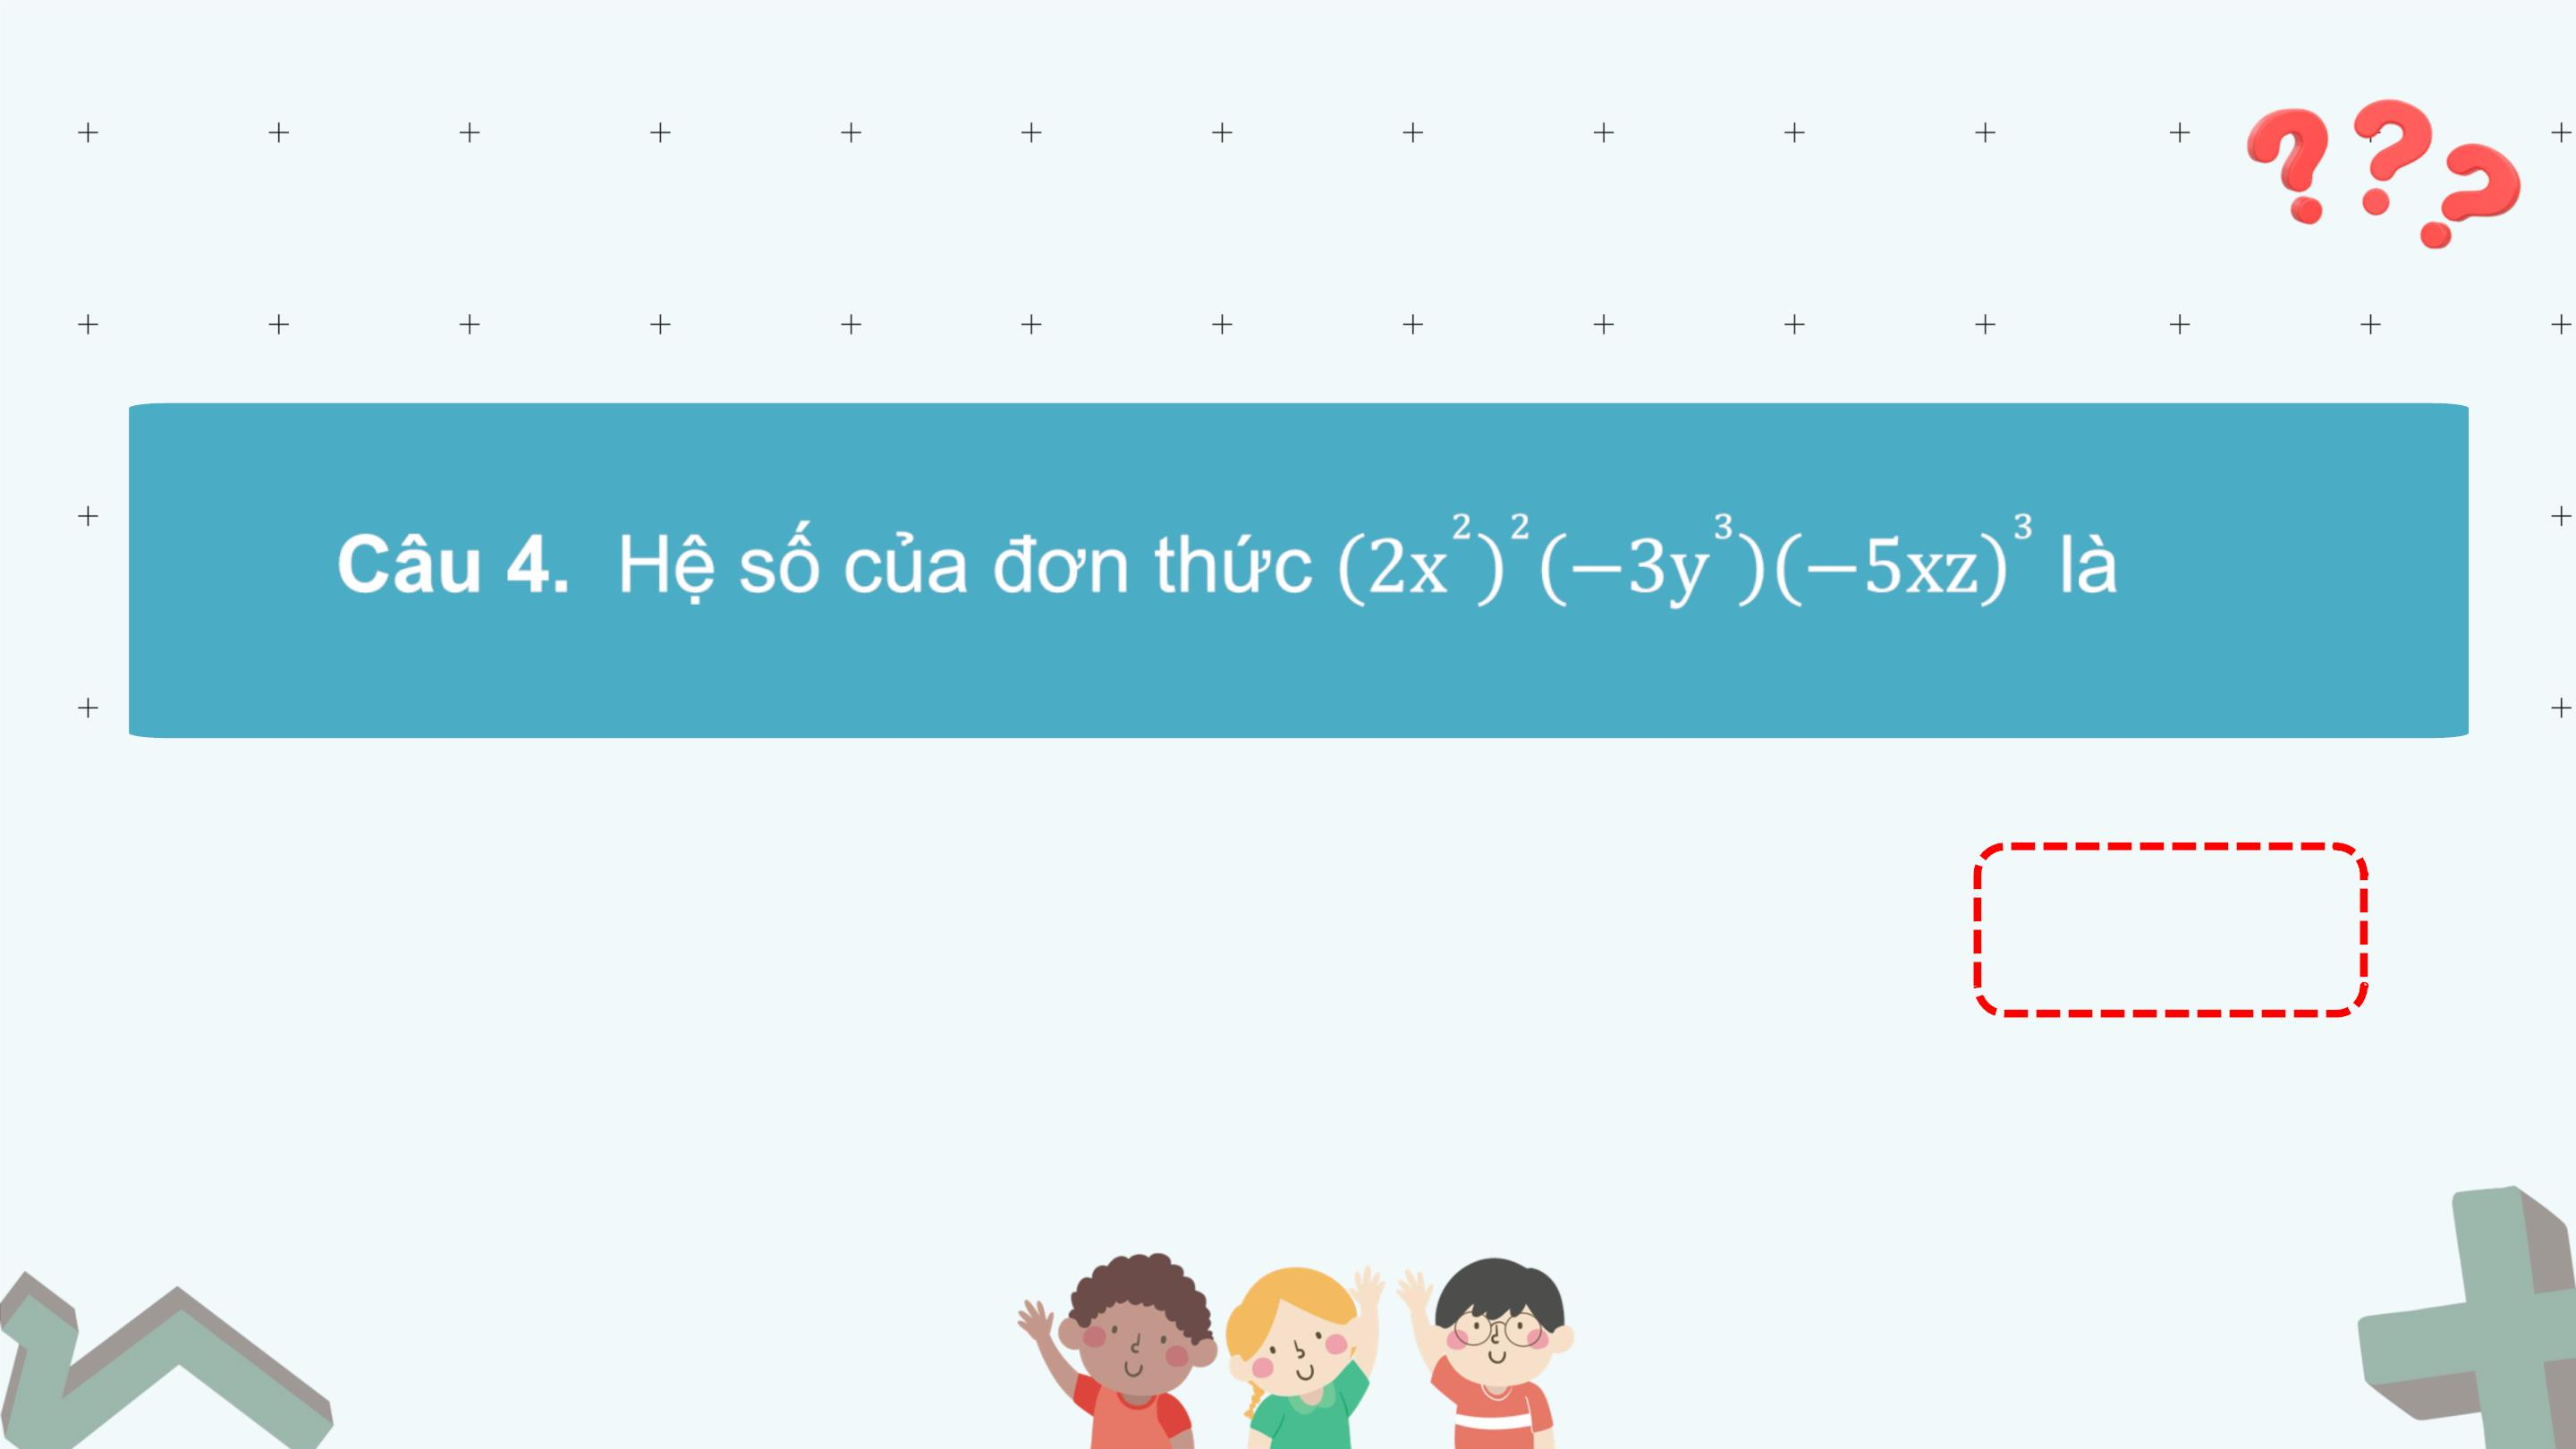 Câu 4. Hệ số của đơn thức (2x²)²(−3y³)(−5xz)³ là